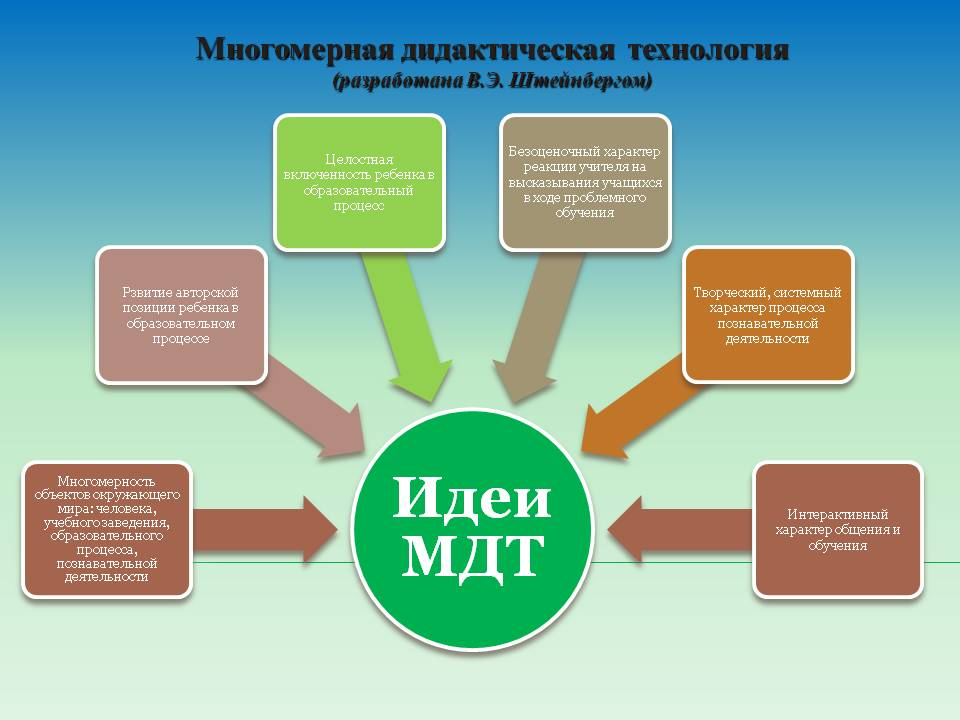 Многомерная дидактическая технология
(разработана В.Э. Штейнбергом)
Целостная
включенность ребенка в
образовательный
процесс
Безоценочный характер
реакции учителя на
высказывания учащихся
в ходе проблемного
обучения
Рзвитие авторской
позиции ребенка в
образовательном
процессе
Творческий, системный
характер процесса
познавательной
деятельности
Многомерность
объектов окружающего
мира: человека,
учебного заведения,
образовательного
процесса,
познавательной
деятельности
Идеи
МДТ
Интерактивный
характер общения и
обучения